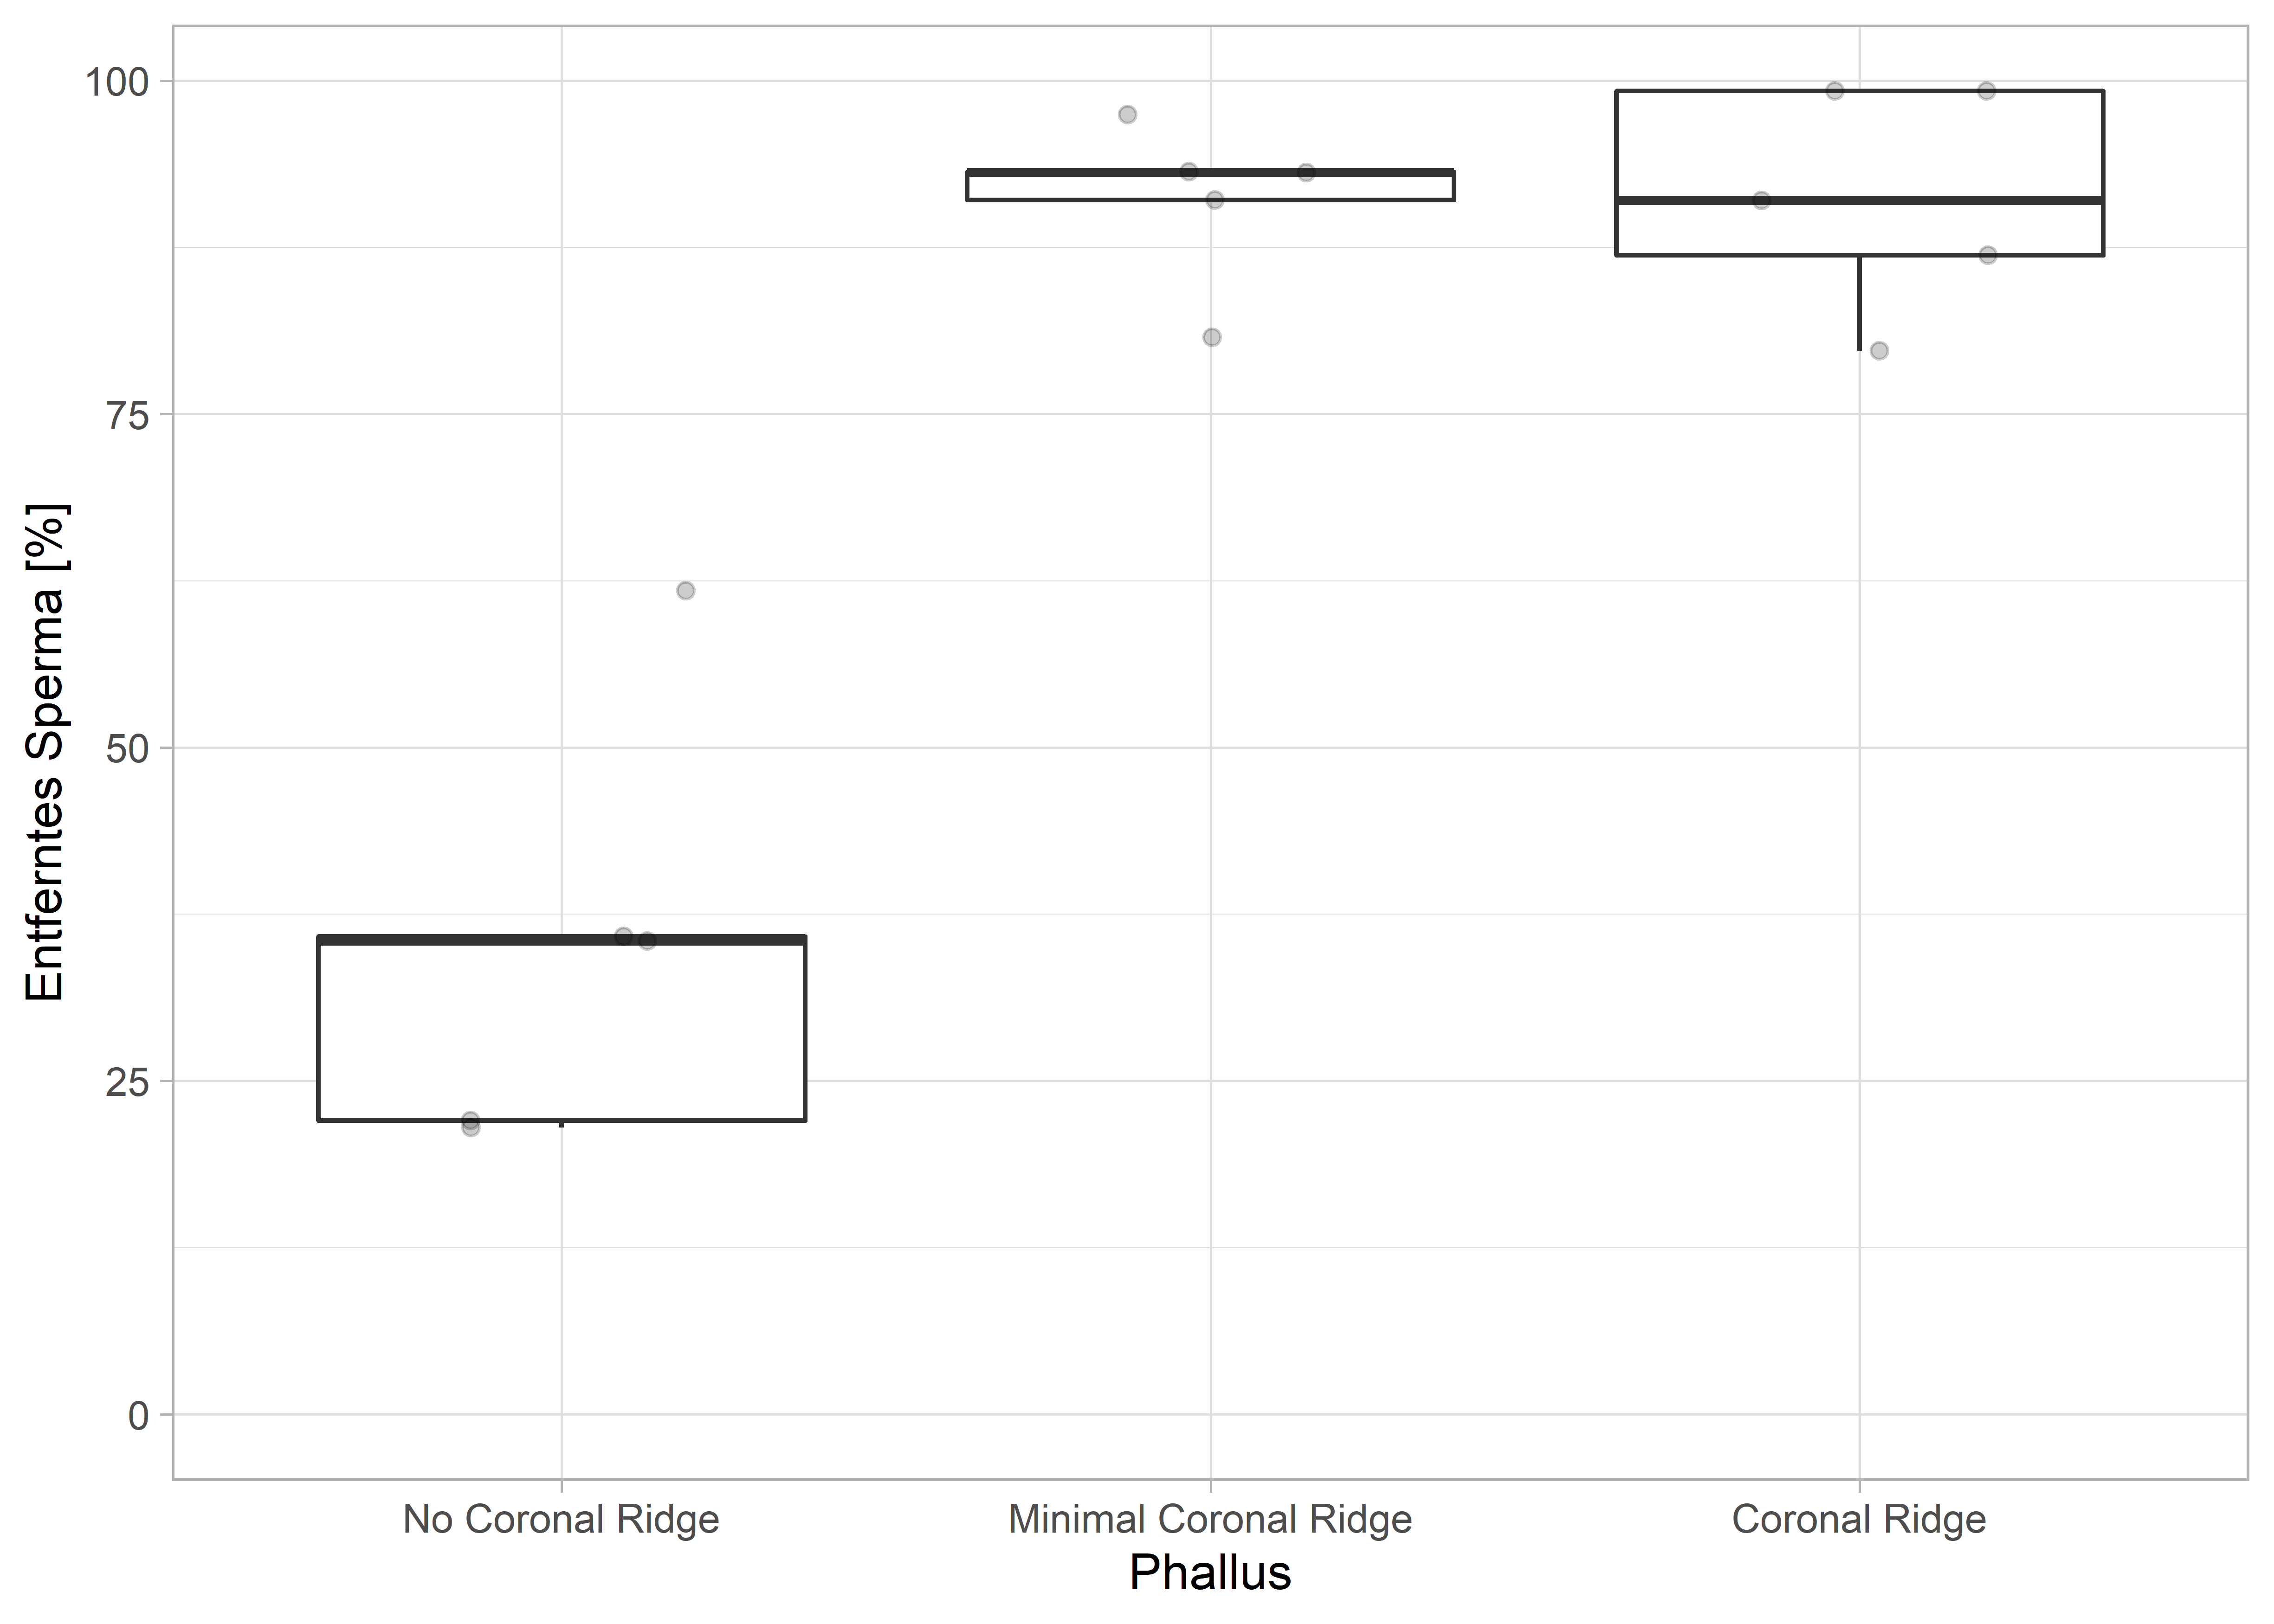 Entferntes Sperma [%]
100
75
50
25
0
No Coronal Ridge
Minimal Coronal Ridge
Coronal Ridge
Phallus